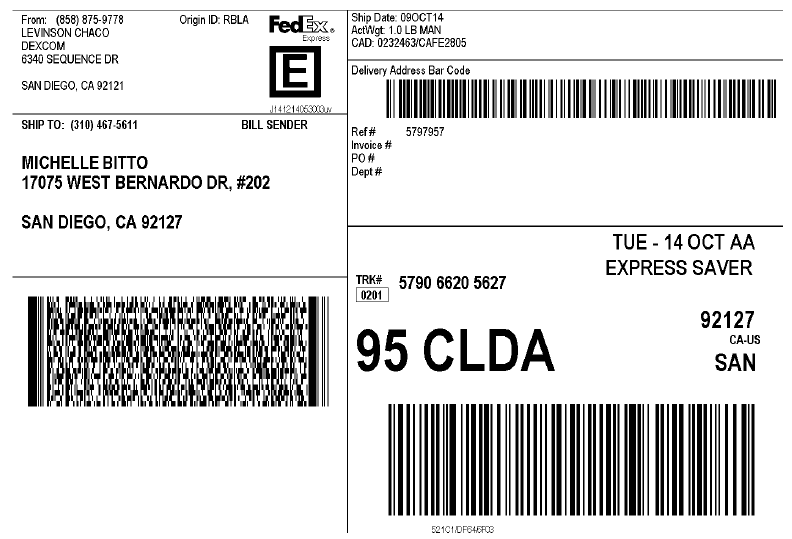 From: (858) 875-9778
Origin ID: RBLA
LEVINSON CHACO
DEXCOM
6340 SEQUENCE DR
SAN DIEGO, CA 92121
FedEx®
Express
E
J141214053003uv
SHIP TO: (310) 467-5611
BILL SENDER
MICHELLE BITTO
17075 WEST BERNARDO DR, #202
SAN DIEGO, CA 92127
Ship Date: 09OCT14
ActWgt: 1.0 LB MAN
CAD: 0232463/CAFE2805
Delivery Address Bar Code
Ref # 5797957
Invoice #
PO #
Dept #
TUE - 14 OCT AA
EXPRESS SAVER
TRK# 5790 6620 5627
0201
92127
CA-US
95 CLDA
SAN
521C1/DF64/6F03